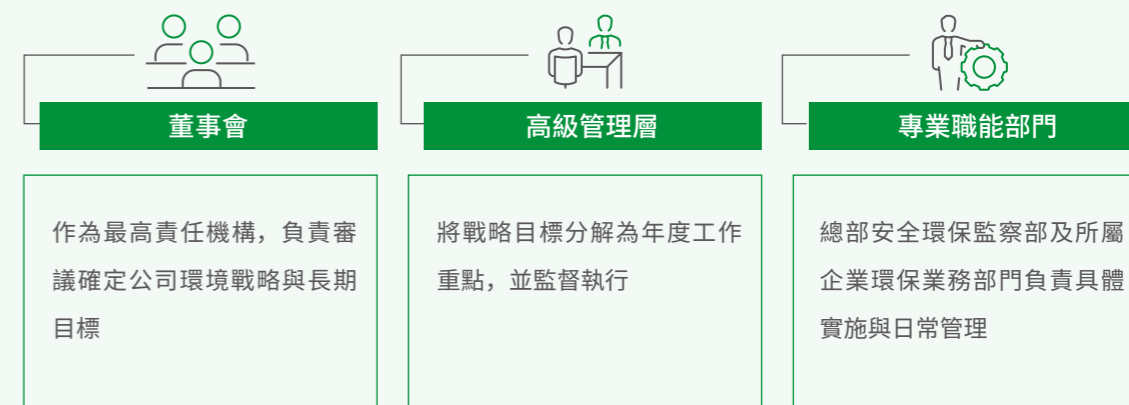 董事會
作為最高責任機構，負責審
議確定公司環境戰略與長期
目標
高級管理層
將戰略目標分解為年度工作
重點，並監督執行
專業職能部門
總部安全環保監察部及所屬
企業環保業務部門負責具體
實施與日常管理